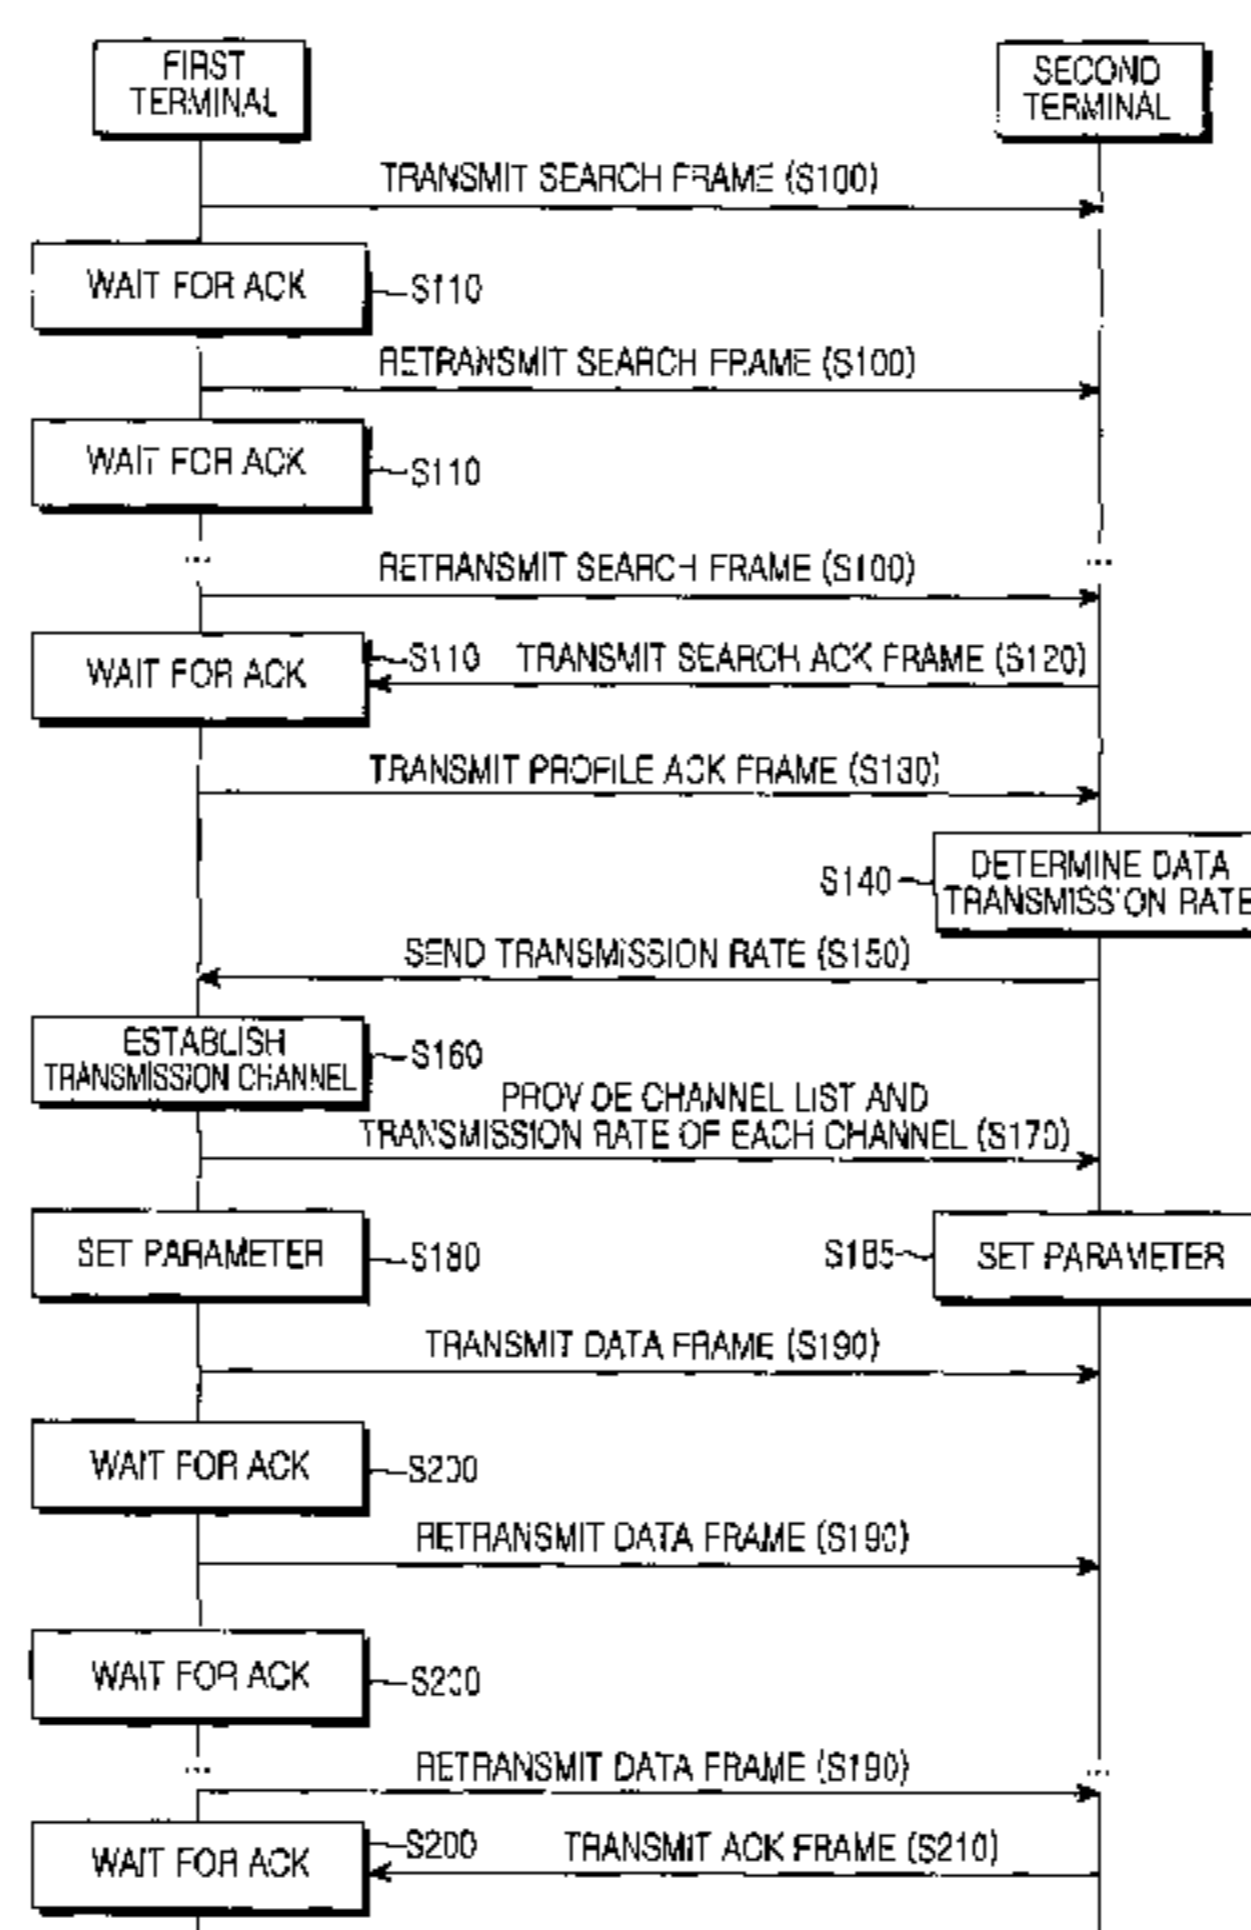 FIRST
TERMINAL
SECOND
TERMINAL
TRANSMIT SEARCH FRAME (S100)
WAIT FOR ACK
S110
RETRANSMIT SEARCH FRAME (S100)
WAIT FOR ACK
S110
...
...
RETRANSMIT SEARCH FRAME (S100)
WAIT FOR ACK
S110
TRANSMIT SEARCH ACK FRAME (S120)
TRANSMIT PROFILE ACK FRAME (S130)
S140
DETERMINE DATA
TRANSMISSION RATE
SEND TRANSMISSION RATE (S150)
ESTABLISH
TRANSMISSION CHANNEL
S160
PROVIDE CHANNEL LIST AND
TRANSMISSION RATE OF EACH CHANNEL (S170)
SET PARAMETER
S180
S185
SET PARAMETER
TRANSMIT DATA FRAME (S190)
WAIT FOR ACK
S200
RETRANSMIT DATA FRAME (S190)
WAIT FOR ACK
S200
...
...
RETRANSMIT DATA FRAME (S190)
WAIT FOR ACK
S200
TRANSMIT ACK FRAME (S210)